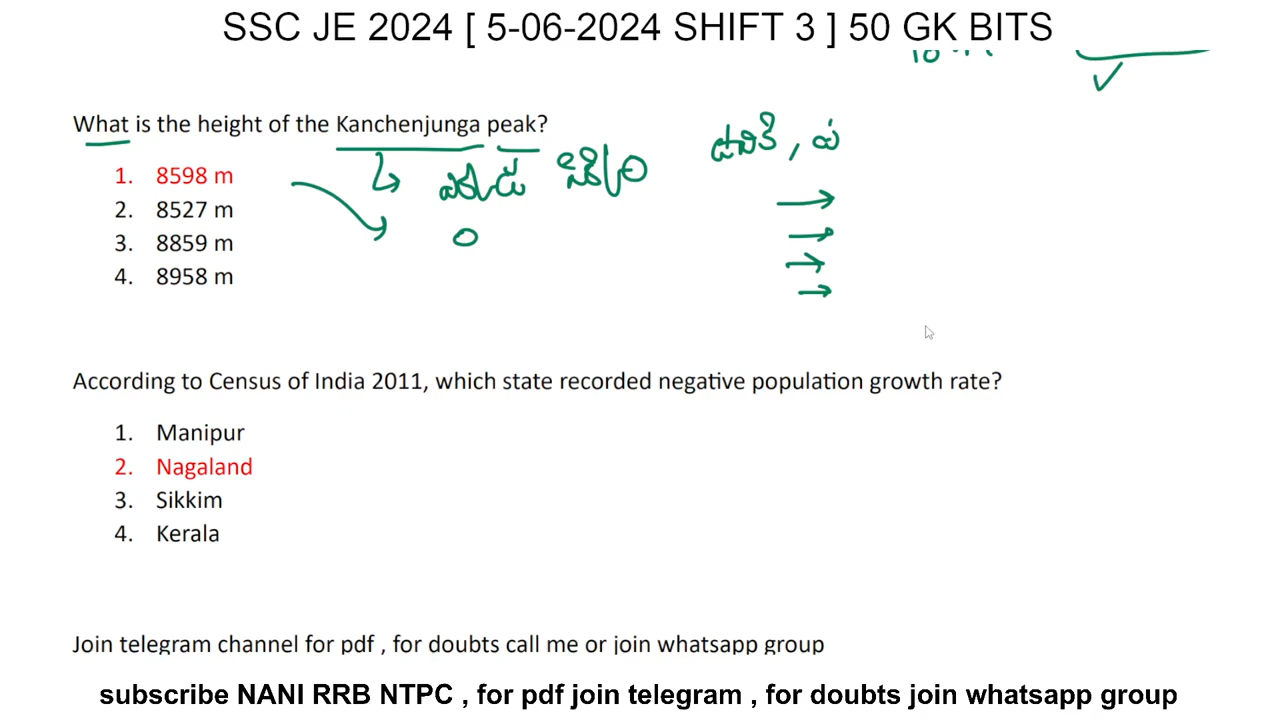 SSC JE 2024 [ 5-06-2024 SHIFT 3 ] 50 GK BITS
What is the height of the Kanchenjunga peak?
1. 8598 m
2. 8527 m
3. 8859 m
4. 8958 m
According to Census of India 2011, which state recorded negative population growth rate?
1. Manipur
2. Nagaland
3. Sikkim
4. Kerala
Join telegram channel for pdf , for doubts call me or join whatsapp group
subscribe NANI RRB NTPC , for pdf join telegram , for doubts join whatsapp group